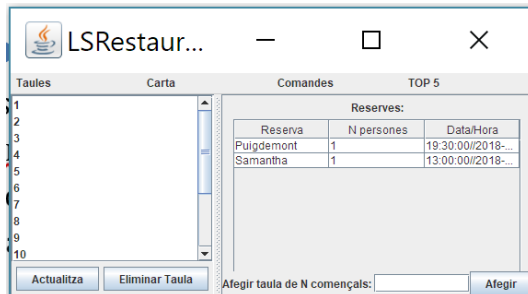 LSRestaur...
Taules Carta Comandes TOP 5
1
2
3
4
5
6
7
8
9
10
Reserves:
Reserva N persones Data/Hora
Puigdemont 1 19:30:00//2018-...
Samantha 1 13:00:00//2018-...
Actualitza Eliminar Taula
Afegir taula de N començals: Afegir